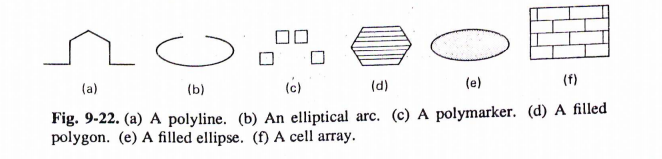 (a) (b) (c) (d) (e) (f)
Fig. 9-22. (a) A polyline. (b) An elliptical arc. (c) A polymarker. (d) A filled
polygon. (e) A filled ellipse. (f) A cell array.